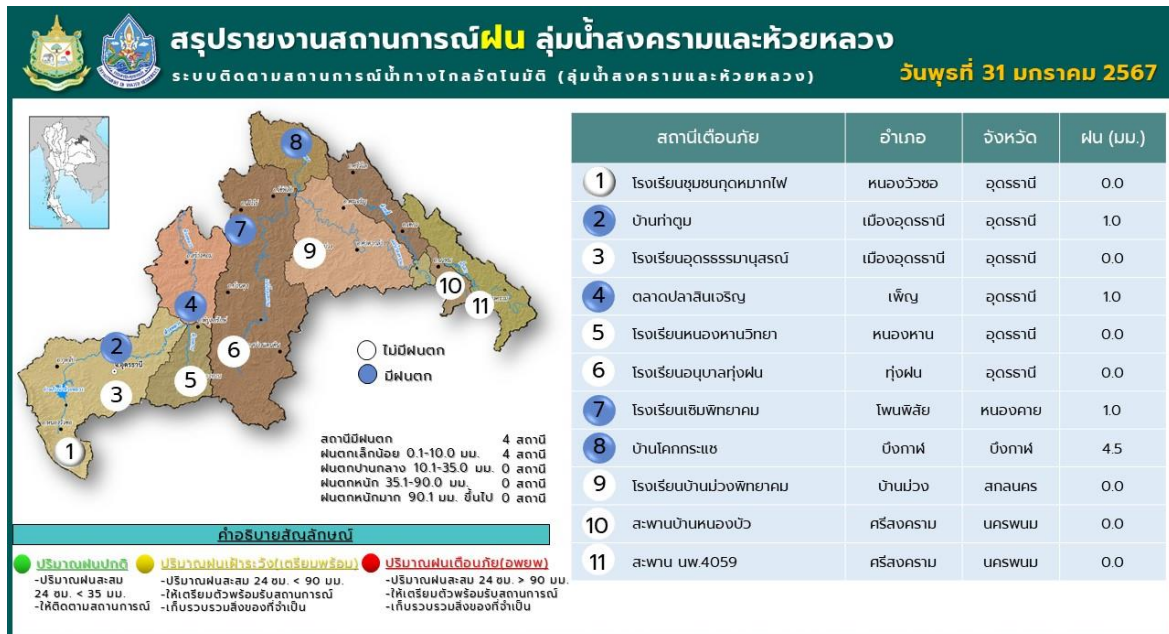 สรุปรายงานสถานการณ์ฝน ลุ่มน้ำสงครามและห้วยหลวง
ระบบติดตามสถานการณ์น้ำทางไกลอัตโนมัติ (ลุ่มน้ำสงครามและห้วยหลวง)
วันพุธที่ 31 มกราคม 2567
8
7
9
10
11
4
2
6
5
3
1
ไม่มีฝนตก
มีฝนตก
สถานีมีฝนตก 4 สถานี
ฝนตกเล็กน้อย 0.1-10.0 มม. 4 สถานี
ฝนตกปานกลาง 10.1-35.0 มม. 0 สถานี
ฝนตกหนัก 35.1-90.0 มม. 0 สถานี
ฝนตกหนักมาก 90.1 มม. ขึ้นไป 0 สถานี
คำอธิบายสัญลักษณ์
ปริมาณฝนปกติ
-ปริมาณฝนสะสม
24 ชม. < 35 มม.
-ให้ติดตามสถานการณ์
ปริมาณฝนเฝ้าระวัง(เตรียมพร้อม)
-ปริมาณฝนสะสม 24 ชม. < 90 มม.
-ให้เตรียมตัวพร้อมรับสถานการณ์
-เก็บรวบรวมสิ่งของที่จำเป็น
ปริมาณฝนเตือนภัย(อพยพ)
-ปริมาณฝนสะสม 24 ชม. > 90 มม.
-ให้เตรียมตัวพร้อมรับสถานการณ์
-เก็บรวบรวมสิ่งของที่จำเป็น
สถานีเตือนภัย อำเภอ จังหวัด ฝน (มม.)
1 โรงเรียนชุมชนกุดหมากไฟ หนองวัวซอ อุดรธานี 0.0
2 บ้านท่าตูม เมืองอุดรธานี อุดรธานี 1.0
3 โรงเรียนอุดรธรรมานุสรณ์ เมืองอุดรธานี อุดรธานี 0.0
4 ตลาดปลาสินเจริญ เพ็ญ อุดรธานี 1.0
5 โรงเรียนหนองหานวิทยา หนองหาน อุดรธานี 0.0
6 โรงเรียนอนุบาลทุ่งฝน ทุ่งฝน อุดรธานี 0.0
7 โรงเรียนเซิมพิทยาคม โพนพิสัย หนองคาย 1.0
8 บ้านโคกกระแซ บึงกาฬ บึงกาฬ 4.5
9 โรงเรียนบ้านม่วงพิทยาคม บ้านม่วง สกลนคร 0.0
10 สะพานบ้านหนองบัว ศรีสงคราม นครพนม 0.0
11 สะพาน นพ.4059 ศรีสงคราม นครพนม 0.0